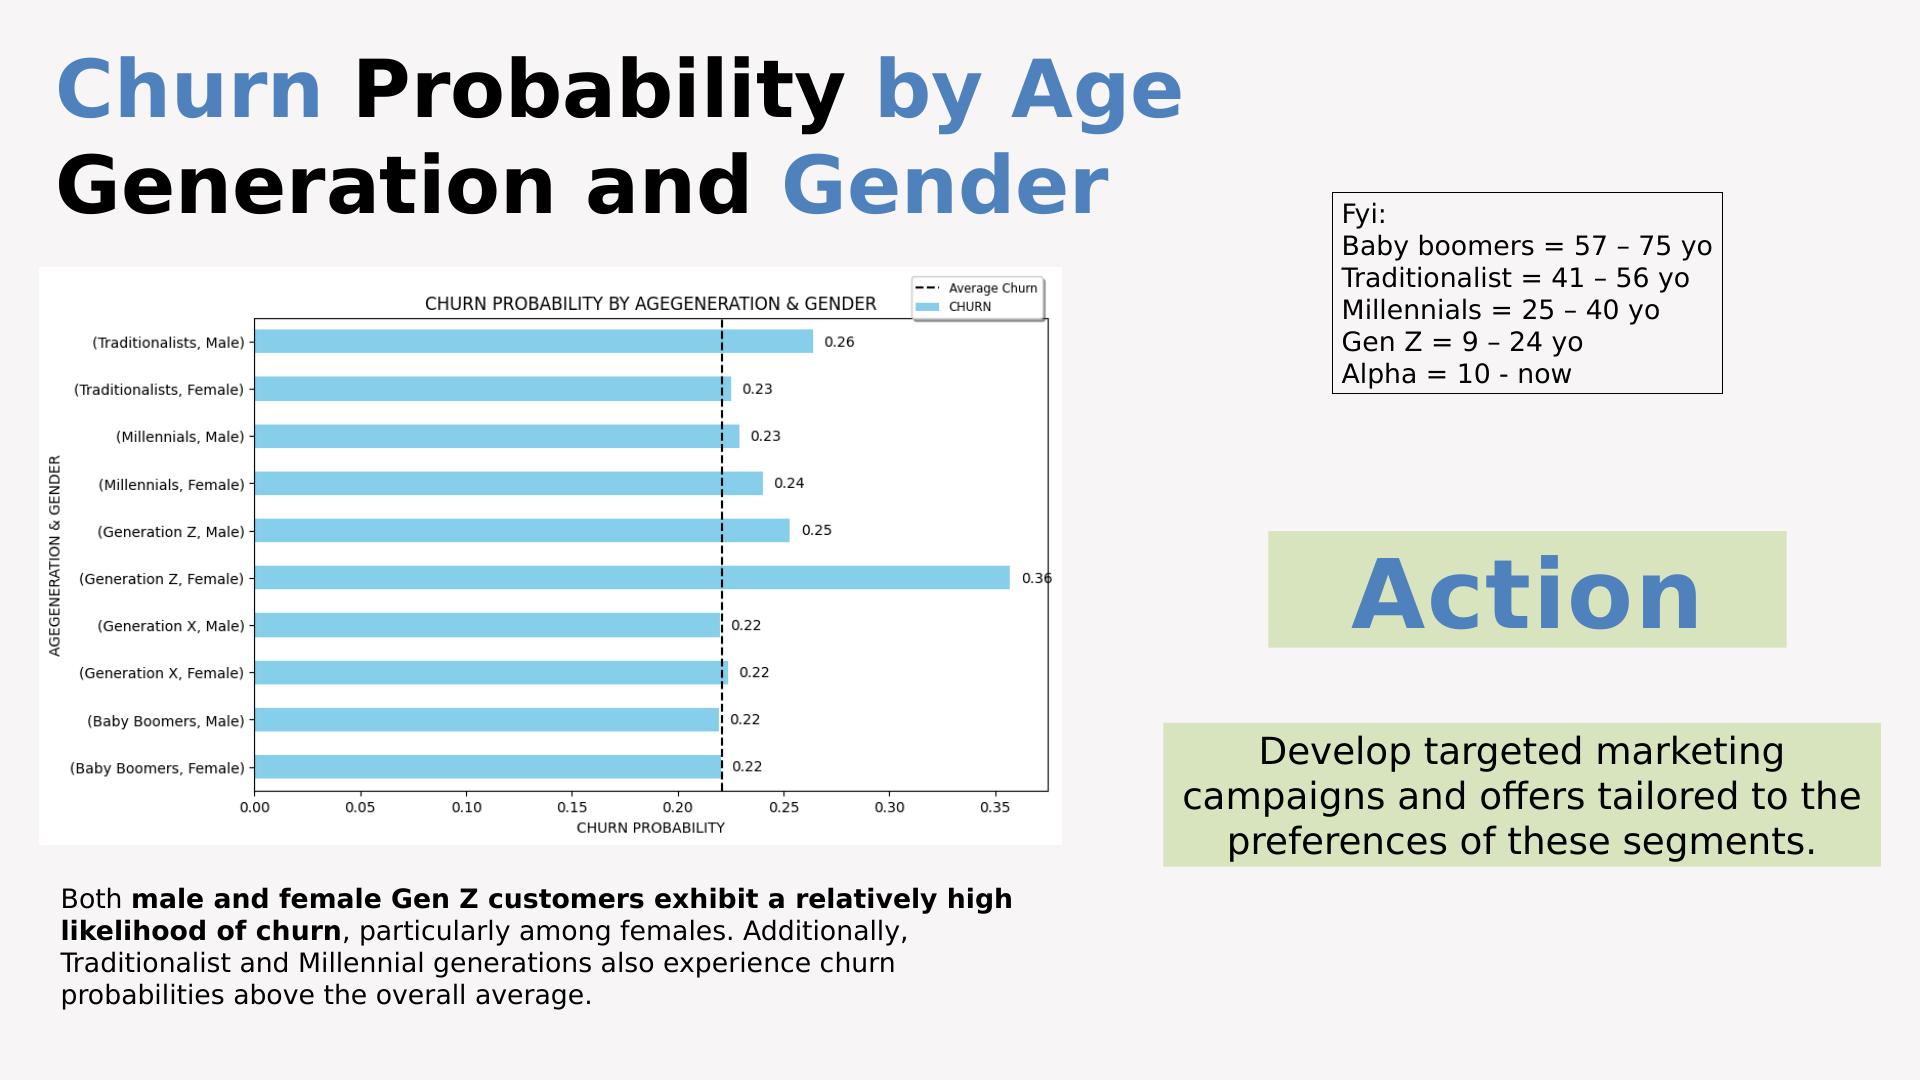 Churn Probability by Age
Generation and Gender
Fyi:
Baby boomers = 57 – 75 yo
Traditionalist = 41 – 56 yo
Millennials = 25 – 40 yo
Gen Z = 9 – 24 yo
Alpha = 10 - now
CHURN PROBABILITY BY AGEGENERATION & GENDER
Average Churn
CHURN
AGEGENERATION & GENDER
(Traditionalists, Male) 0.26
(Traditionalists, Female) 0.23
(Millennials, Male) 0.23
(Millennials, Female) 0.24
(Generation Z, Male) 0.25
(Generation Z, Female) 0.36
(Generation X, Male) 0.22
(Generation X, Female) 0.22
(Baby Boomers, Male) 0.22
(Baby Boomers, Female) 0.22
0.00 0.05 0.10 0.15 0.20 0.25 0.30 0.35
CHURN PROBABILITY
Action
Develop targeted marketing
campaigns and offers tailored to the
preferences of these segments.
Both male and female Gen Z customers exhibit a relatively high
likelihood of churn, particularly among females. Additionally,
Traditionalist and Millennial generations also experience churn
probabilities above the overall average.